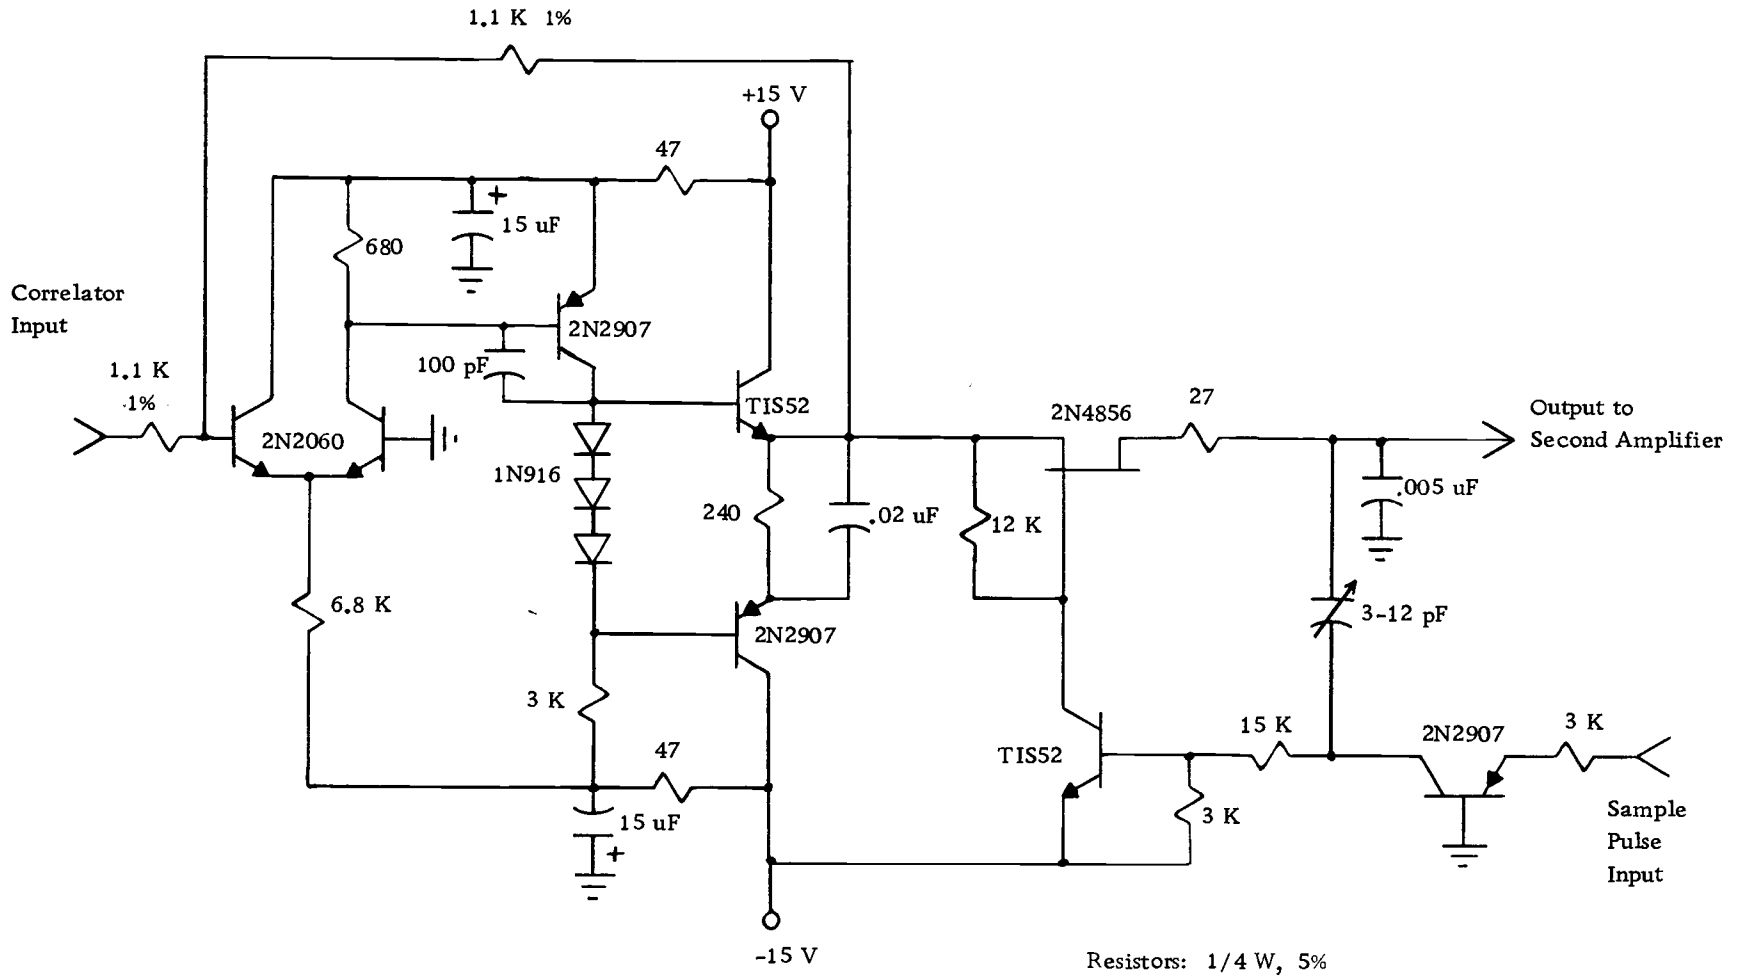 1.1 K 1%
+15 V
47
15 uF
+
680
Correlator
Input
1.1 K
1%
2N2907
100 pF
TIS52
2N2060
1N916
240
.02 uF
12 K
2N4856
27
Output to
Second Amplifier
.005 uF
3-12 pF
6.8 K
2N2907
3 K
47
15 uF
+
TIS52
15 K
2N2907
3 K
3 K
Sample
Pulse
Input
-15 V
Resistors: 1/4 W, 5%